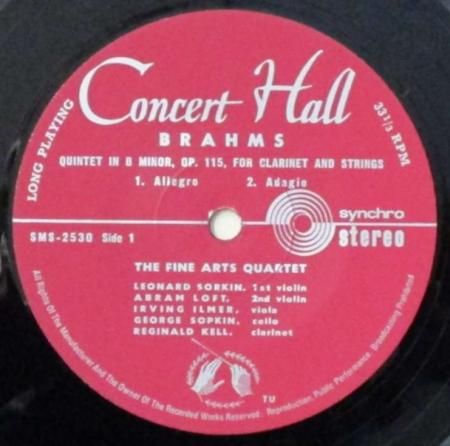 LONG PLAYING
Concert Hall
33 1/3 RPM
BRAHMS
QUINTET IN B MINOR, OP. 115, FOR CLARINET AND STRINGS
1. Allegro 2. Adagio
synchro
SMS-2530 Side 1
stereo
THE FINE ARTS QUARTET
LEONARD SORKIN, 1st violin
ABRAM LOFT, 2nd violin
IRVING ILMER, viola
GEORGE SOPKIN, cello
REGINALD KELL, clarinet
TU
All Rights Of The Manufacturer And The Owner Of The Recorded Works Reserved. Reproduction, Public Performance, Broadcasting Prohibited